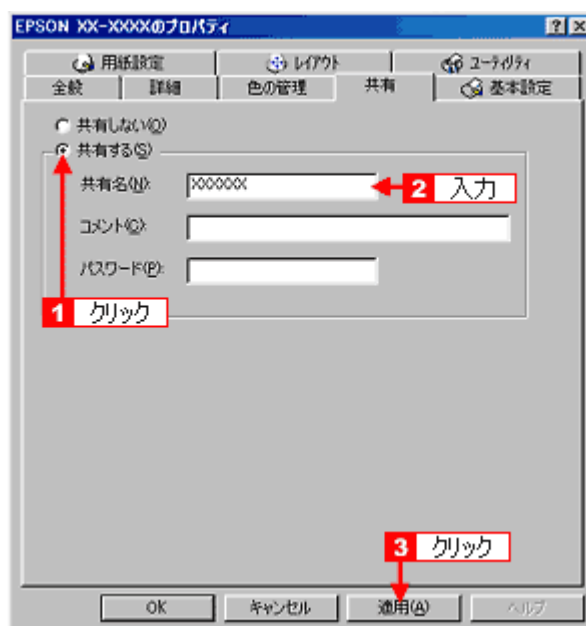 EPSON XX-XXXXのプロパティ
用紙設定 レイアウト ユーティリティ
全般 詳細 色の管理 共有 基本設定
共有しない(O)
共有する(S)
共有名(N): XXXXXX 2 入力
コメント(C):
パスワード(P):
1 クリック
3 クリック
OK キャンセル 適用(A) ヘルプ